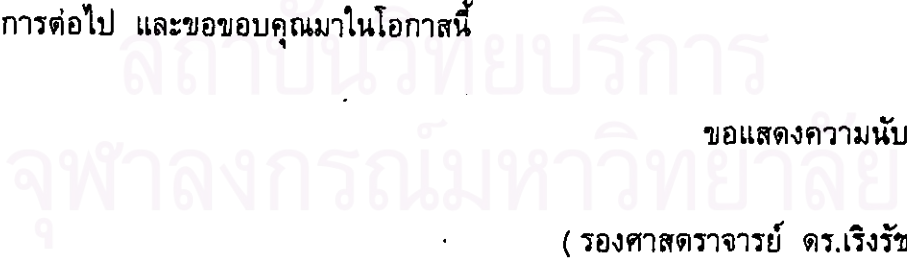 การต่อไป และขอขอบคุณมาในโอกาสนี้
สถาบันวิทยบริการ
ขอแสดงความนับ
จุฬาลงกรณ์มหาวิทยาลัย
(รองศาสตราจารย์ ดร.เริงรัช